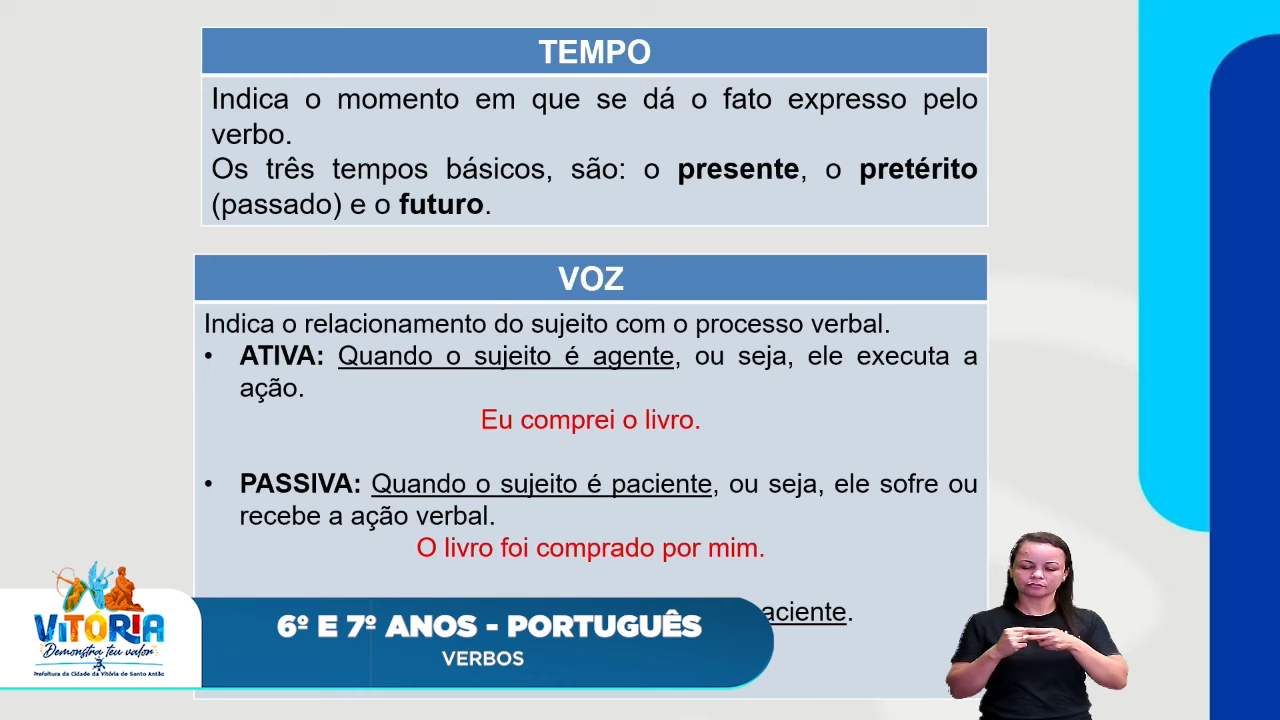 TEMPO
Indica o momento em que se dá o fato expresso pelo
verbo.
Os três tempos básicos, são: o presente, o pretérito
(passado) e o futuro.
VOZ
Indica o relacionamento do sujeito com o processo verbal.
• ATIVA: Quando o sujeito é agente, ou seja, ele executa a
ação.
Eu comprei o livro.
• PASSIVA: Quando o sujeito é paciente, ou seja, ele sofre ou
recebe a ação verbal.
O livro foi comprado por mim.
aciente.
6º E 7º ANOS - PORTUGUÊS
VERBOS
ViTÓRiA
Demonstra teu valor
Prefeitura da Cidade da Vitória de Santo Antão